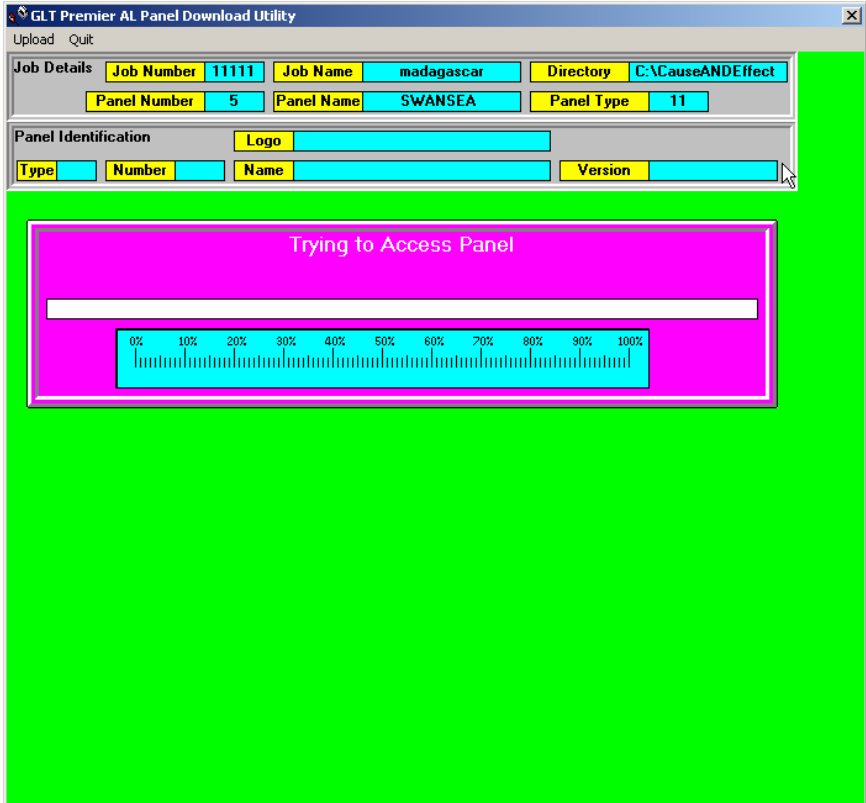 GLT Premier AL Panel Download Utility
Upload Quit
Job Details Job Number 11111 Job Name madagascar Directory C:\CauseANDEffect
Panel Number 5 Panel Name SWANSEA Panel Type 11
Panel Identification Logo
Type Number Name Version
Trying to Access Panel
0% 10% 20% 30% 40% 50% 60% 70% 80% 90% 100%